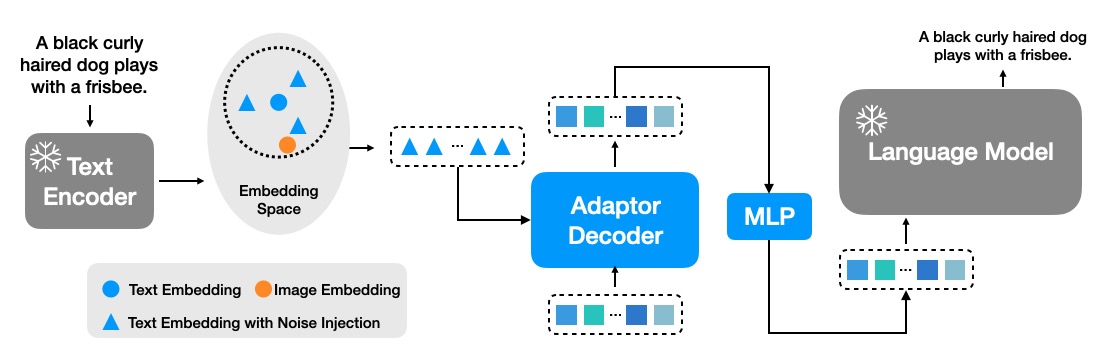 A black curly
haired dog plays
with a frisbee.
Text
Encoder
Embedding
Space
Text Embedding
Image Embedding
Text Embedding with Noise Injection
Adaptor
Decoder
MLP
A black curly haired dog
plays with a frisbee.
Language Model